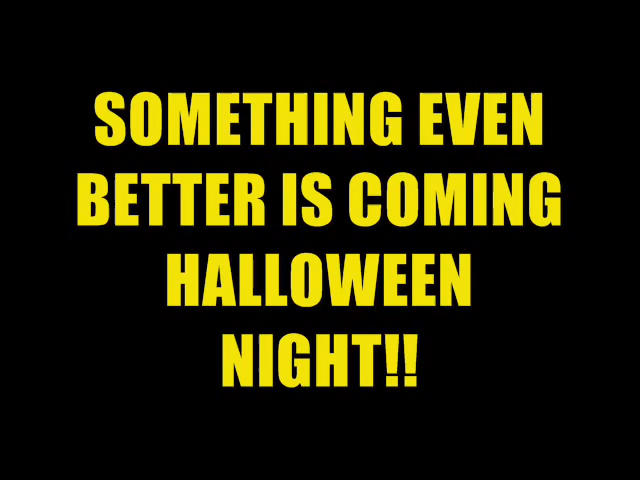 SOMETHING EVEN
BETTER IS COMING
HALLOWEEN
NIGHT!!